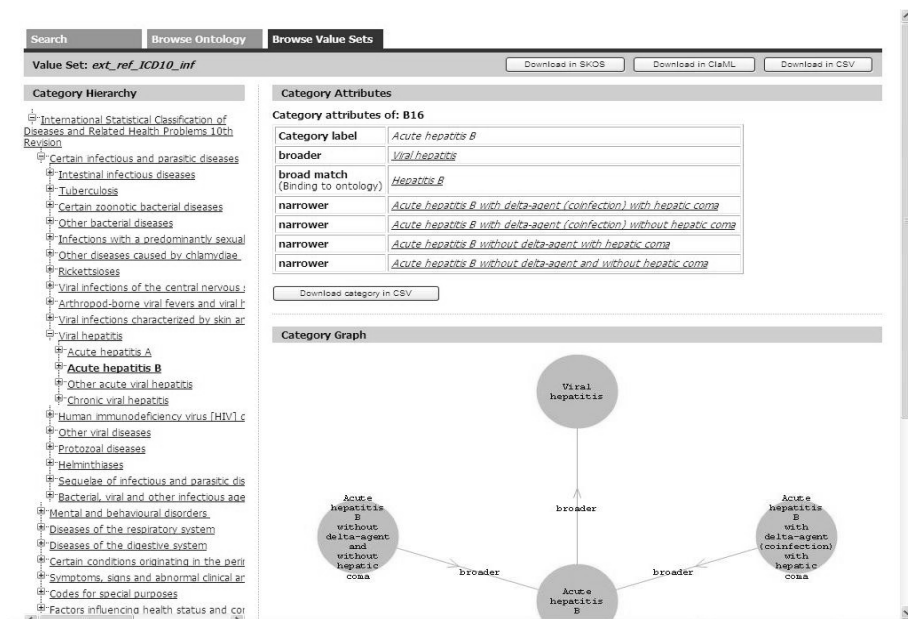 Search
Browse Ontology
Browse Value Sets
Value Set: ext_ref_ICD10_inf
Download in SKOS
Download in ClaML
Download in CSV
Category Hierarchy
International Statistical Classification of
Diseases and Related Health Problems 10th
Revision
Certain infectious and parasitic diseases
Intestinal infectious diseases
Tuberculosis
Certain zoonotic bacterial diseases
Other bacterial diseases
Infections with a predominantly sexual
Other diseases caused by chlamydiae
Rickettsioses
Viral infections of the central nervous
Arthropod-borne viral fevers and viral h
Viral infections characterized by skin an
Viral hepatitis
Acute hepatitis A
Acute hepatitis B
Other acute viral hepatitis
Chronic viral hepatitis
Human immunodeficiency virus [HIV] d
Other viral diseases
Protozoal diseases
Helminthiases
Sequelae of infectious and parasitic dis
Bacterial, viral and other infectious age
Mental and behavioural disorders
Diseases of the respiratory system
Diseases of the digestive system
Certain conditions originating in the perin
Symptoms, signs and abnormal clinical an
Codes for special purposes
Factors influencing health status and con
Category Attributes
Category attributes of: B16
Category label Acute hepatitis B
broader Viral hepatitis
broad match
(Binding to ontology) Hepatitis B
narrower Acute hepatitis B with delta-agent (coinfection) with hepatic coma
narrower Acute hepatitis B with delta-agent (coinfection) without hepatic coma
narrower Acute hepatitis B without delta-agent with hepatic coma
narrower Acute hepatitis B without delta-agent and without hepatic coma
Download category in CSV
Category Graph
Viral
hepatitis
broader
Acute
hepatitis
B
without
delta-agent
and
without
hepatic
coma
broader
Acute
hepatitis
B
with
delta-agent
(coinfection)
with
hepatic
coma
broader
Acute
hepatitis
B